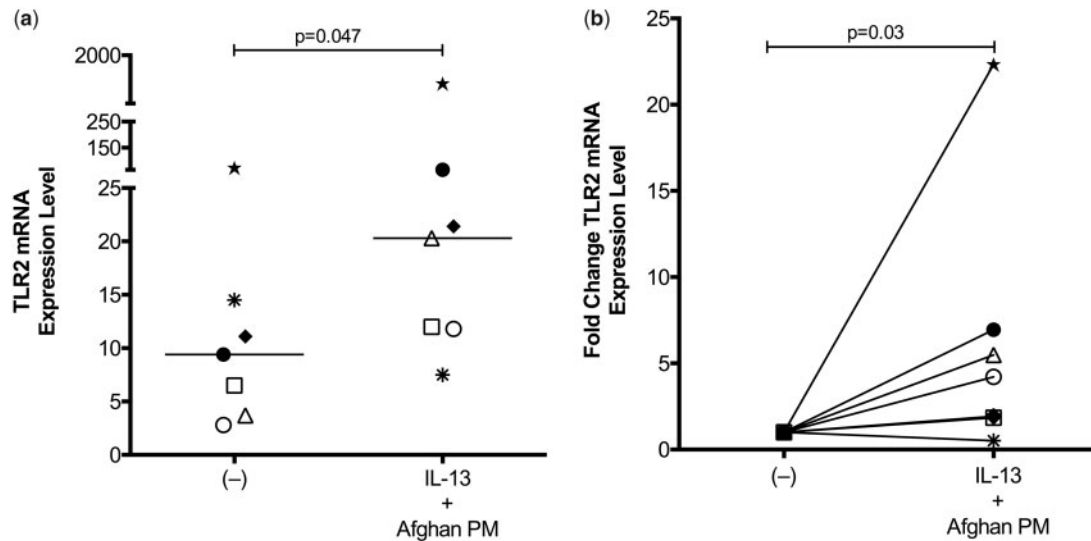 (a)
p=0.047
2000
250
150
25
20
15
10
5
0
TLR2 mRNA
Expression Level
(–)
IL-13
+
Afghan PM
(b)
p=0.03
25
20
15
10
5
0
Fold Change TLR2 mRNA
Expression Level
(–)
IL-13
+
Afghan PM